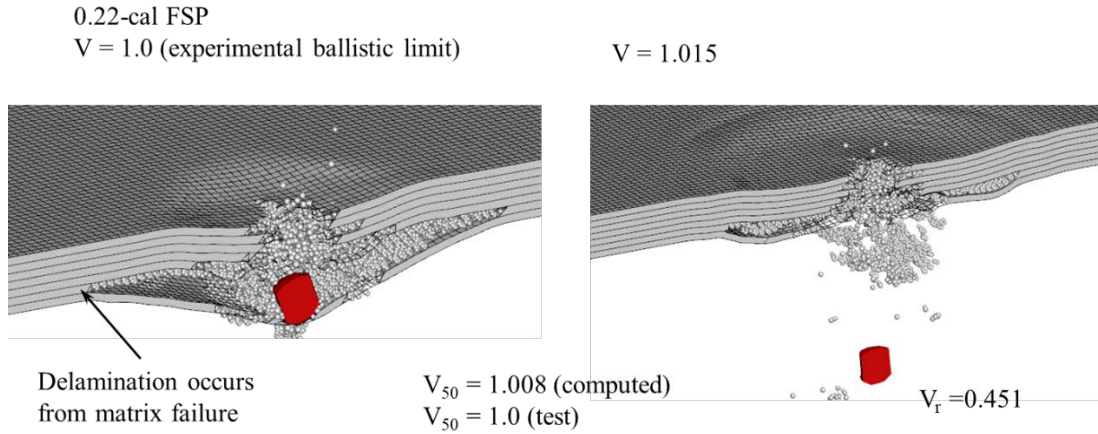 0.22-cal FSP
V = 1.0 (experimental ballistic limit)
V = 1.015
Delamination occurs
from matrix failure
V₅₀ = 1.008 (computed)
V₅₀ = 1.0 (test)
Vᵣ =0.451